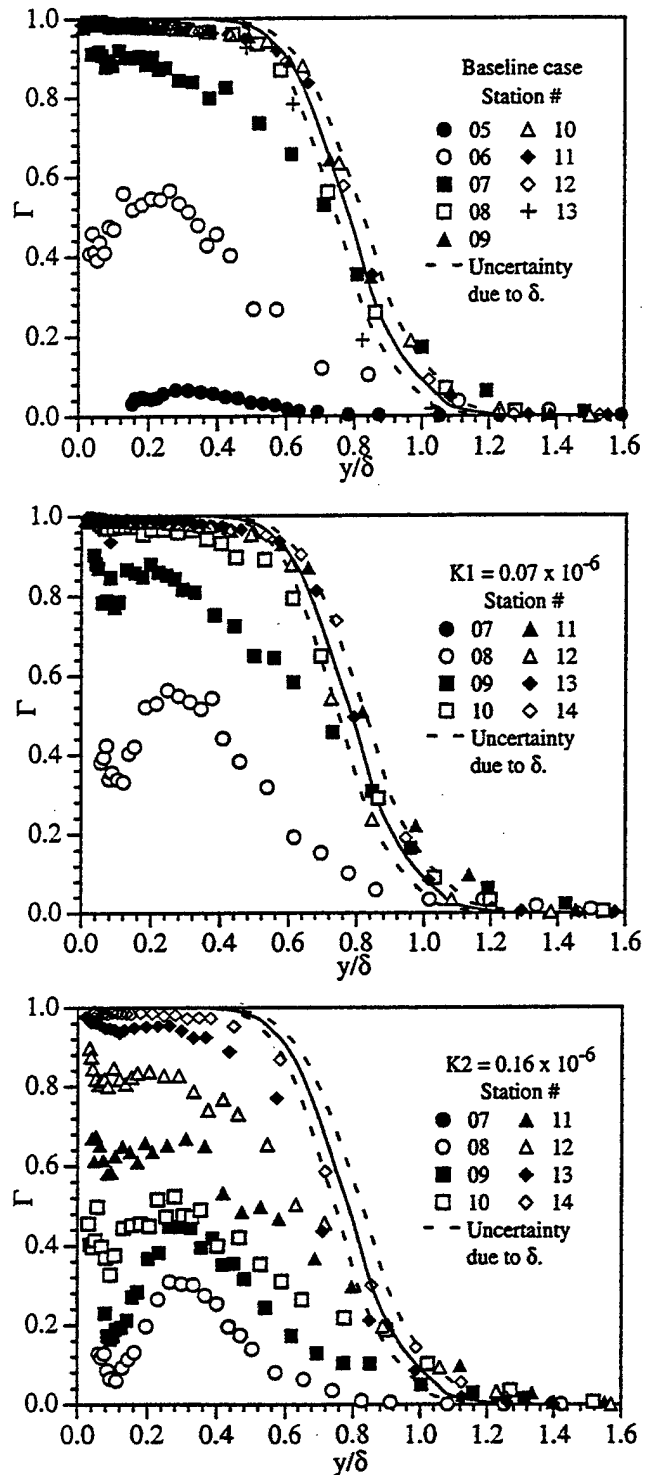 1.0
0.8
0.6
0.4
0.2
0.0
Γ
0.0 0.2 0.4 0.6 0.8 1.0 1.2 1.4 1.6
y/δ
Baseline case
Station #
05 10
06 11
07 12
08 13
09
Uncertainty
due to δ.
1.0
0.8
0.6
0.4
0.2
0.0
Γ
0.0 0.2 0.4 0.6 0.8 1.0 1.2 1.4 1.6
y/δ
K1 = 0.07 x 10⁻⁶
Station #
07 11
08 12
09 13
10 14
Uncertainty
due to δ.
1.0
0.8
0.6
0.4
0.2
0.0
Γ
0.0 0.2 0.4 0.6 0.8 1.0 1.2 1.4 1.6
y/δ
K2 = 0.16 x 10⁻⁶
Station #
07 11
08 12
09 13
10 14
Uncertainty
due to δ.